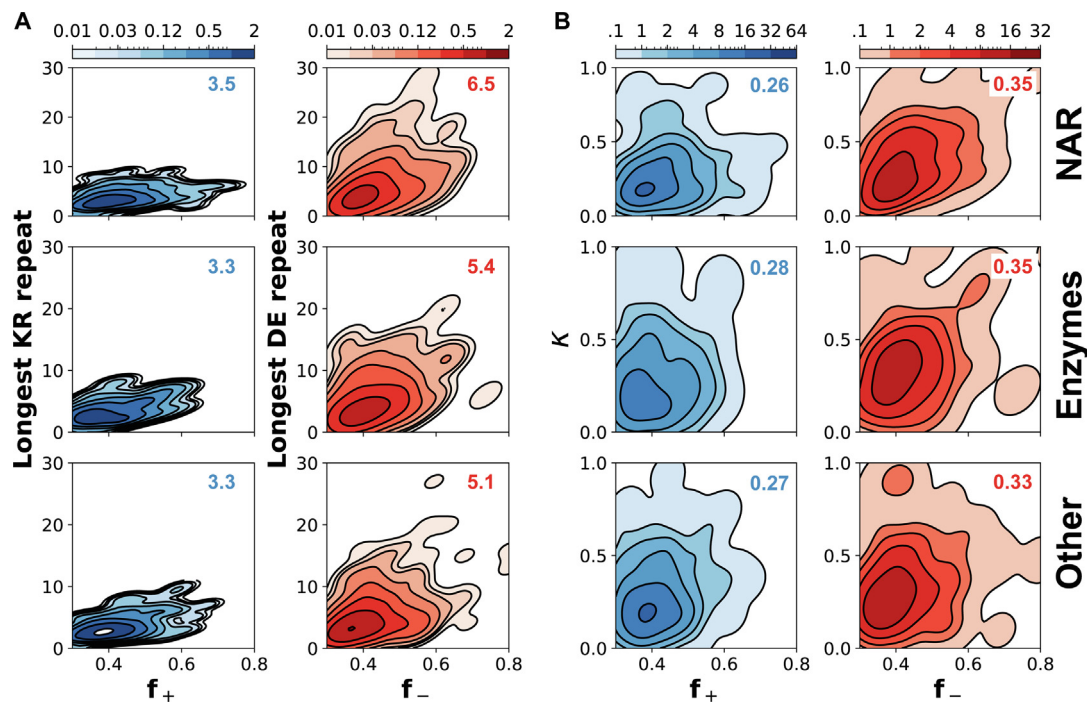 A
B
0.01 0.03 0.12 0.5 2
0.01 0.03 0.12 0.5 2
.1 1 2 4 8 16 32 64
.1 1 2 4 8 16 32
30
20
10
0
3.5
30
20
10
0
6.5
1.0
0.5
0.0
0.26
1.0
0.5
0.0
0.35
NAR
Longest KR repeat
30
20
10
0
3.3
Longest DE repeat
30
20
10
0
5.4
K
1.0
0.5
0.0
0.28
1.0
0.5
0.0
0.35
Enzymes
30
20
10
0
3.3
30
20
10
0
5.1
1.0
0.5
0.0
0.27
1.0
0.5
0.0
0.33
Other
0.4 0.6 0.8
0.4 0.6 0.8
0.4 0.6 0.8
0.4 0.6 0.8
f+
f−
f+
f−